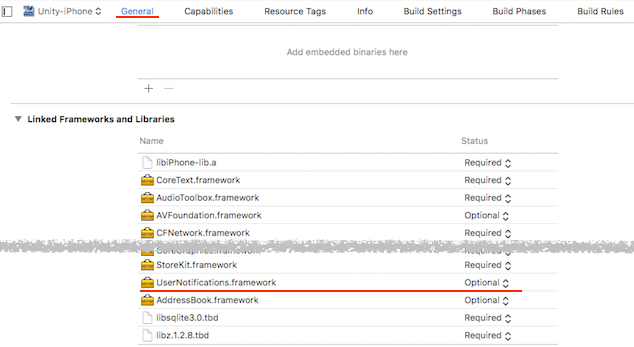 Unity-iPhone General Capabilities Resource Tags Info Build Settings Build Phases Build Rules
Add embedded binaries here
Linked Frameworks and Libraries
Name Status
libiPhone-lib.a Required
CoreText.framework Required
AudioToolbox.framework Required
AVFoundation.framework Optional
CFNetwork.framework Required
CoreGraphics.framework Required
StoreKit.framework Required
UserNotifications.framework Optional
AddressBook.framework Optional
libsqlite3.0.tbd Required
libz.1.2.8.tbd Required